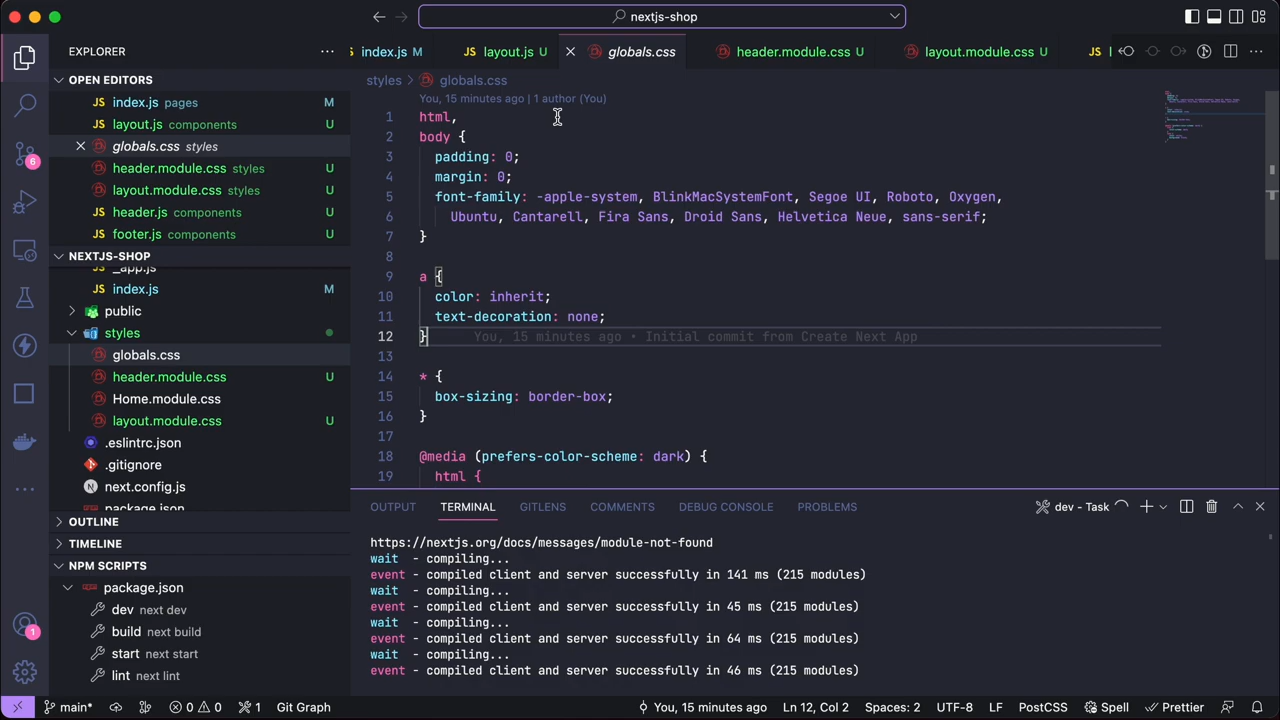 nextjs-shop
EXPLORER
index.js M
layout.js U
globals.css
header.module.css U
layout.module.css U
JS
OPEN EDITORS
JS index.js pages M
JS layout.js components U
globals.css styles
header.module.css styles U
layout.module.css styles U
JS header.js components U
JS footer.js components U
NEXTJS-SHOP
JS _app.js
JS index.js M
public
styles
globals.css
header.module.css U
Home.module.css
layout.module.css U
.eslintrc.json
.gitignore
next.config.js
package.json
OUTLINE
TIMELINE
NPM SCRIPTS
package.json
dev next dev
build next build
start next start
lint next lint
6
1
styles > globals.css
You, 15 minutes ago | 1 author (You)
1 html,
2 body {
3 padding: 0;
4 margin: 0;
5 font-family: -apple-system, BlinkMacSystemFont, Segoe UI, Roboto, Oxygen,
6 Ubuntu, Cantarell, Fira Sans, Droid Sans, Helvetica Neue, sans-serif;
7 }
8
9 a {
10 color: inherit;
11 text-decoration: none;
12 } You, 15 minutes ago • Initial commit from Create Next App
13
14 * {
15 box-sizing: border-box;
16 }
17
18 @media (prefers-color-scheme: dark) {
19 html {
OUTPUT TERMINAL GITLENS COMMENTS DEBUG CONSOLE PROBLEMS
dev - Task
https://nextjs.org/docs/messages/module-not-found
wait - compiling...
event - compiled client and server successfully in 141 ms (215 modules)
wait - compiling...
event - compiled client and server successfully in 45 ms (215 modules)
wait - compiling...
event - compiled client and server successfully in 64 ms (215 modules)
wait - compiling...
event - compiled client and server successfully in 46 ms (215 modules)
main* 0 0 1 Git Graph You, 15 minutes ago Ln 12, Col 2 Spaces: 2 UTF-8 LF PostCSS Spell Prettier